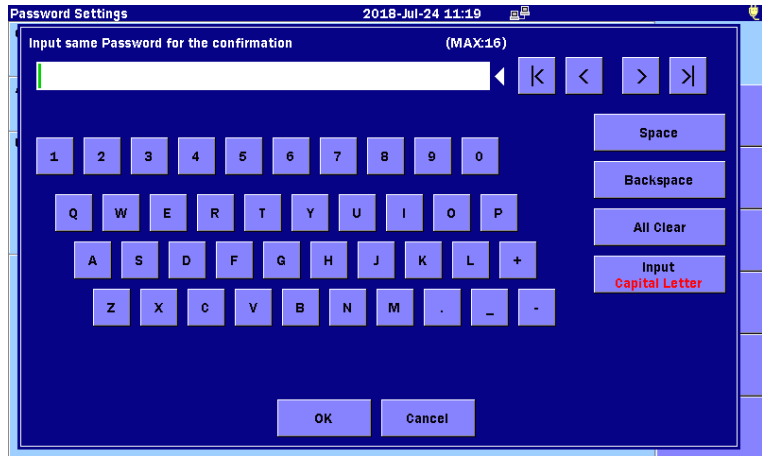 Password Settings 2018-Jul-24 11:19
Input same Password for the confirmation (MAX:16)
|< < > >|
1 2 3 4 5 6 7 8 9 0
Q W E R T Y U I O P
A S D F G H J K L +
Z X C V B N M . _ -
Space
Backspace
All Clear
Input
Capital Letter
OK Cancel